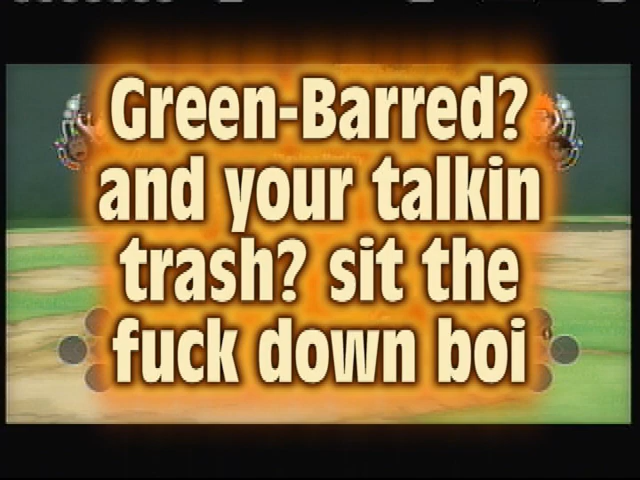 Green-Barred?
and your talkin
trash? sit the
fuck down boi